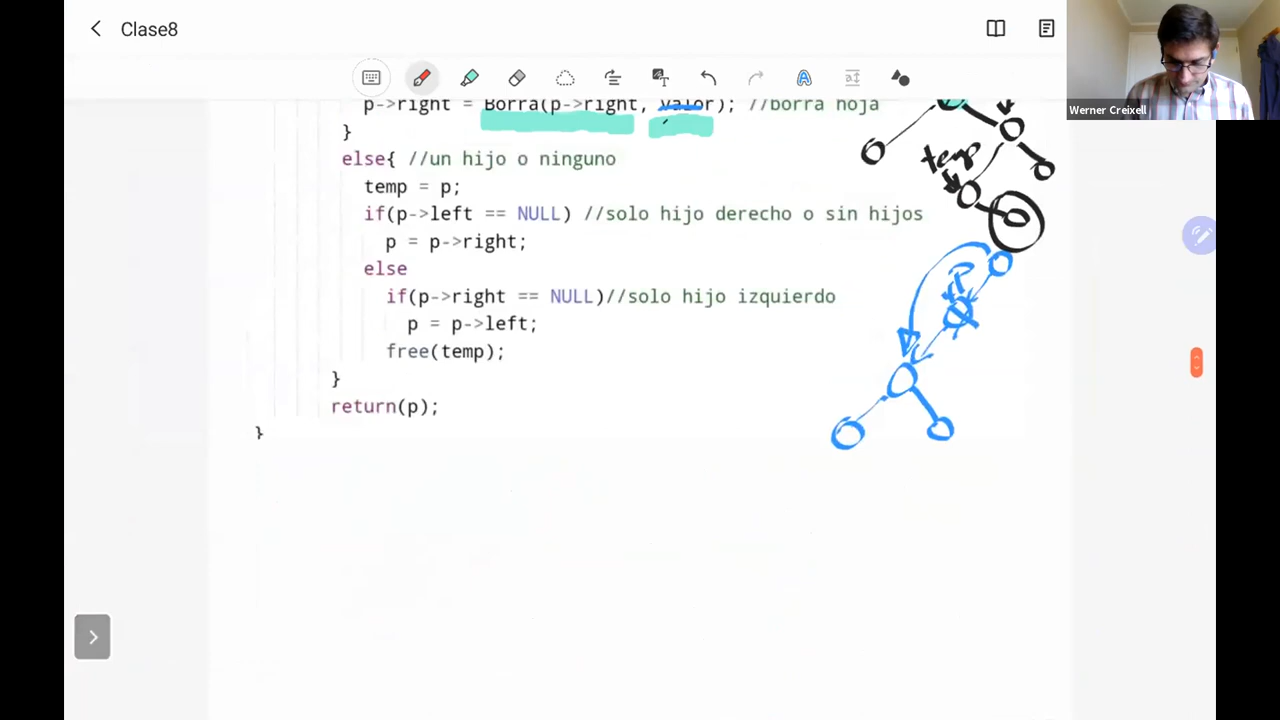 Clase8
Werner Creixell
p->right = Borra(p->right, valor); //borra hoja
}
else{ //un hijo o ninguno
temp = p;
if(p->left == NULL) //solo hijo derecho o sin hijos
p = p->right;
else
if(p->right == NULL)//solo hijo izquierdo
p = p->left;
free(temp);
}
return(p);
}
temp
P